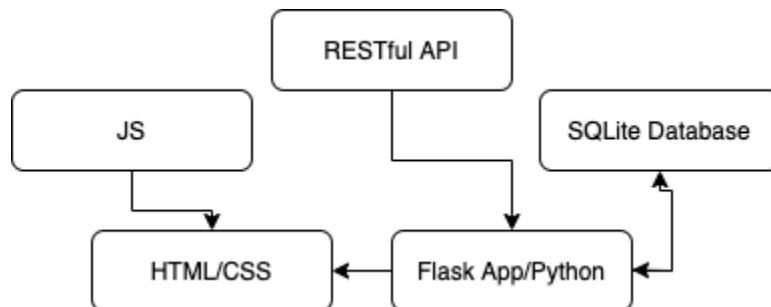 RESTful API
JS
SQLite Database
HTML/CSS
Flask App/Python